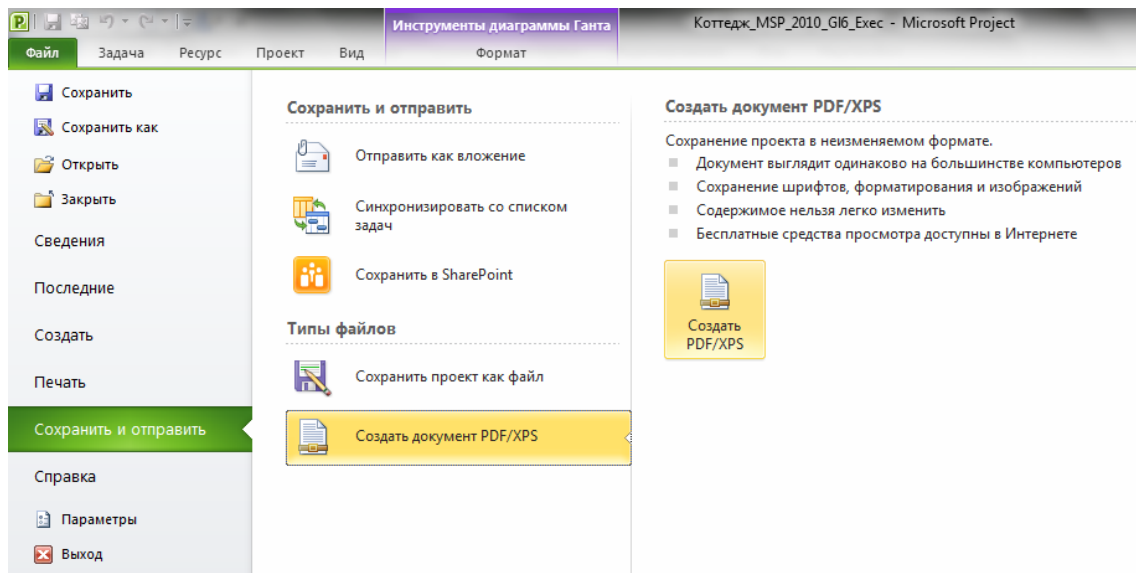 Инструменты диаграммы Ганта
Коттедж_MSP_2010_Gl6_Exec - Microsoft Project
Файл Задача Ресурс Проект Вид Формат
Сохранить
Сохранить как
Открыть
Закрыть
Сведения
Последние
Создать
Печать
Сохранить и отправить
Справка
Параметры
Выход
Сохранить и отправить
Отправить как вложение
Синхронизировать со списком
задач
Сохранить в SharePoint
Типы файлов
Сохранить проект как файл
Создать документ PDF/XPS
Создать документ PDF/XPS
Сохранение проекта в неизменяемом формате.
Документ выглядит одинаково на большинстве компьютеров
Сохранение шрифтов, форматирования и изображений
Содержимое нельзя легко изменить
Бесплатные средства просмотра доступны в Интернете
Создать
PDF/XPS